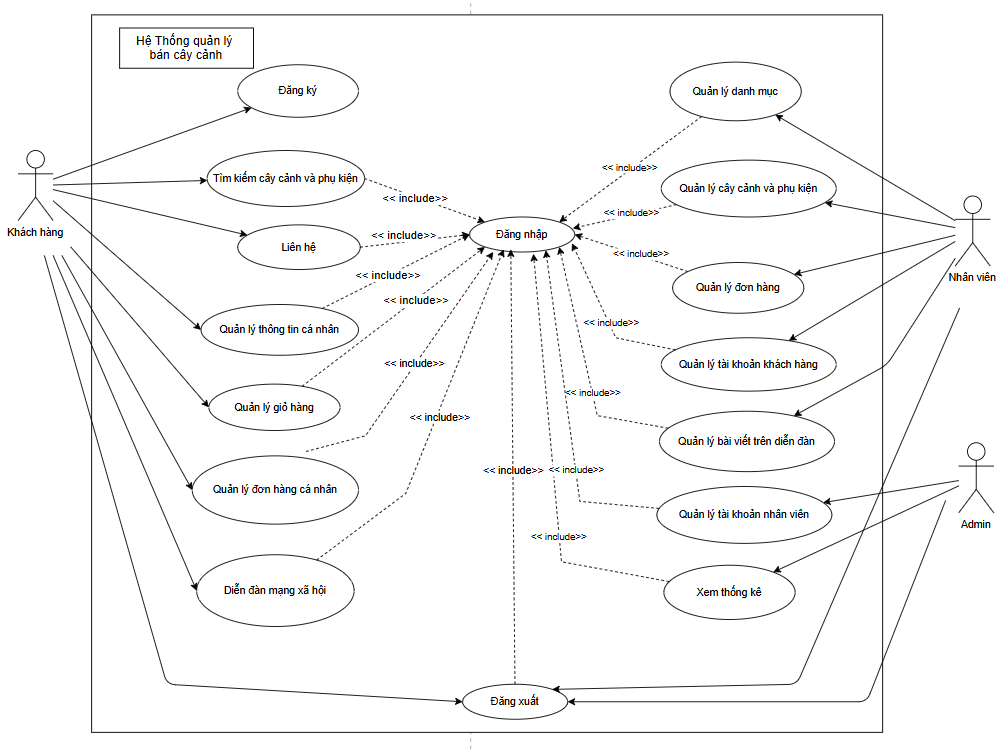 Hệ Thống quản lý
bán cây cảnh
Đăng ký
Quản lý danh mục
<< include>>
Tìm kiếm cây cảnh và phụ kiện
Quản lý cây cảnh và phụ kiện
<< include>>
<< include>>
Khách hàng
Đăng nhập
<< include>>
Liên hệ
<< include>>
<< include>>
Nhân viên
Quản lý đơn hàng
<< include>>
Quản lý thông tin cá nhân
<< include>>
<< include>>
Quản lý tài khoản khách hàng
<< include>>
Quản lý giỏ hàng
<< include>>
Quản lý bài viết trên diễn đàn
<< include>>
<< include>>
Quản lý đơn hàng cá nhân
Quản lý tài khoản nhân viên
Admin
<< include>>
Diễn đàn mạng xã hội
Xem thống kê
Đăng xuất